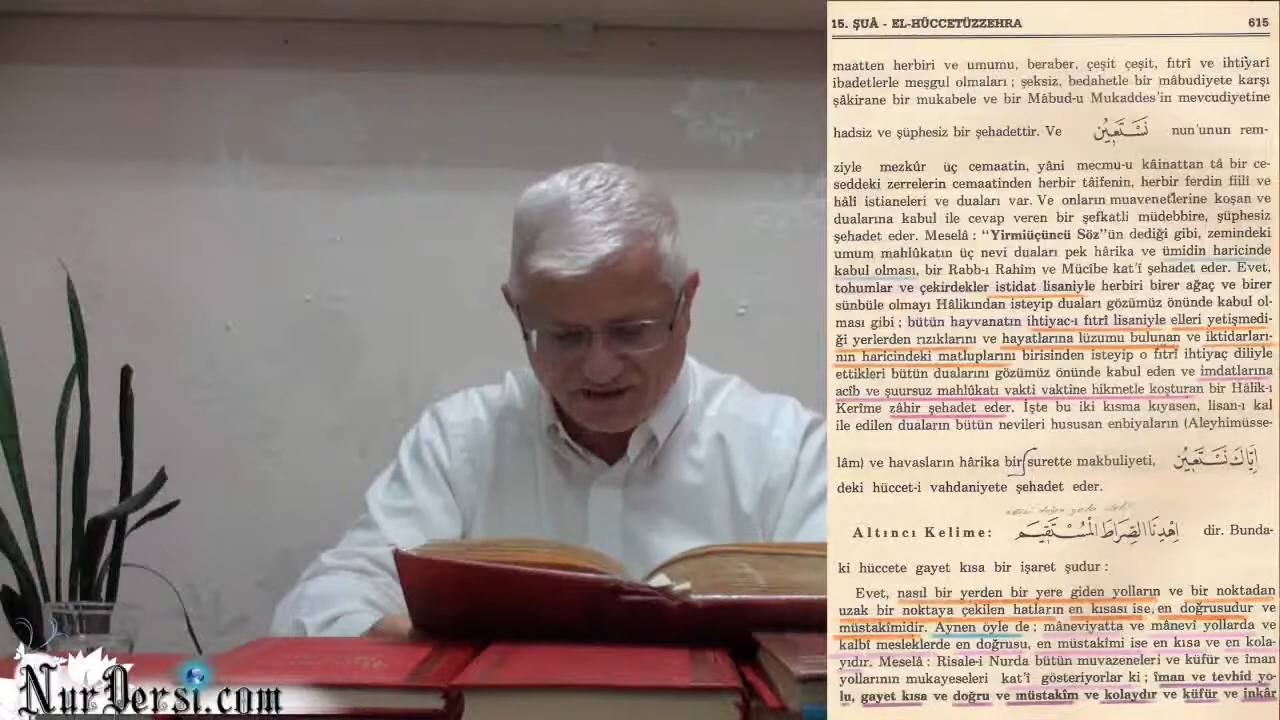 15. ŞUÂ - EL-HÜCCETÜZZEHRA 615
maatten herbiri ve umumu, beraber, çeşit çeşit, fıtrî ve ihtiyarî
ibadetlerle meşgul olmaları ; şeksiz, bedahetle bir mâbudiyete karşı
şâkirane bir mukabele ve bir Mâbud-u Mukaddes'in mevcudiyetine
hadsiz ve şüphesiz bir şehadettir. Ve نَسْتَعِينُ nun'unun rem-
ziyle mezkûr üç cemaatin, yâni mecmu-u kâinattan tâ bir ce-
seddeki zerrelerin cemaatinden herbir tâifenin, herbir ferdin fiilî ve
hâlî istianeleri ve duaları var. Ve onların muavenetlerine koşan ve
dualarına kabul ile cevap veren bir şefkatli müdebbire, şüphesiz
şehadet eder. Meselâ : "Yirmiüçüncü Söz"ün dediği gibi, zemindeki
umum mahlûkatın üç nevi duaları pek hârika ve ümidin haricinde
kabul olması, bir Rabb-ı Rahîm ve Mücîbe kat'î şehadet eder. Evet,
tohumlar ve çekirdekler istidat lisaniyle herbiri birer ağaç ve birer
sünbüle olmayı Hâlikından isteyip duaları gözümüz önünde kabul ol-
ması gibi ; bütün hayvanatın ihtiyac-ı fıtrî lisaniyle elleri yetişmedi-
ği yerlerden rızıklarını ve hayatlarına lüzumu bulunan ve iktidarları-
nın haricindeki matluplarını birisinden isteyip o fıtrî ihtiyaç diliyle
ettikleri bütün dualarını gözümüz önünde kabul eden ve imdatlarına
acîb ve şuursuz mahlûkatı vakti vaktine hikmetle koşturan bir Hâlik-ı
Kerîme zâhir şehadet eder. İşte bu iki kısma kıyasen, lisan-ı kal
ile edilen duaların bütün nevileri hususan enbiyaların (Aleyhimüsse-
lâm) ve havasların hârika bir surette makbuliyeti, اِيَّاكَ نَسْتَعِينُ
deki hüccet-i vahdaniyete şehadet eder.
Altıncı Kelime: اِهْدِنَا الصِّرَاطَ الْمُسْتَقِيمَ dir. Bunda-
ki hüccete gayet kısa bir işaret şudur :
Evet, nasıl bir yerden bir yere giden yolların ve bir noktadan
uzak bir noktaya çekilen hatların en kısası ise, en doğrusudur ve
müstakîmidir. Aynen öyle de ; mâneviyatta ve mânevî yollarda ve
kalbî mesleklerde en doğrusu, en müstakîmi ise en kısa ve en kola-
yıdır. Meselâ : Risale-i Nurda bütün muvazeneleri ve küfür ve îman
yollarının mukayeseleri kat'î gösteriyorlar ki ; îman ve tevhid yo-
lu, gayet kısa ve doğru ve müstakîm ve kolaydır ve küfür ve inkâr
NurDersi.com